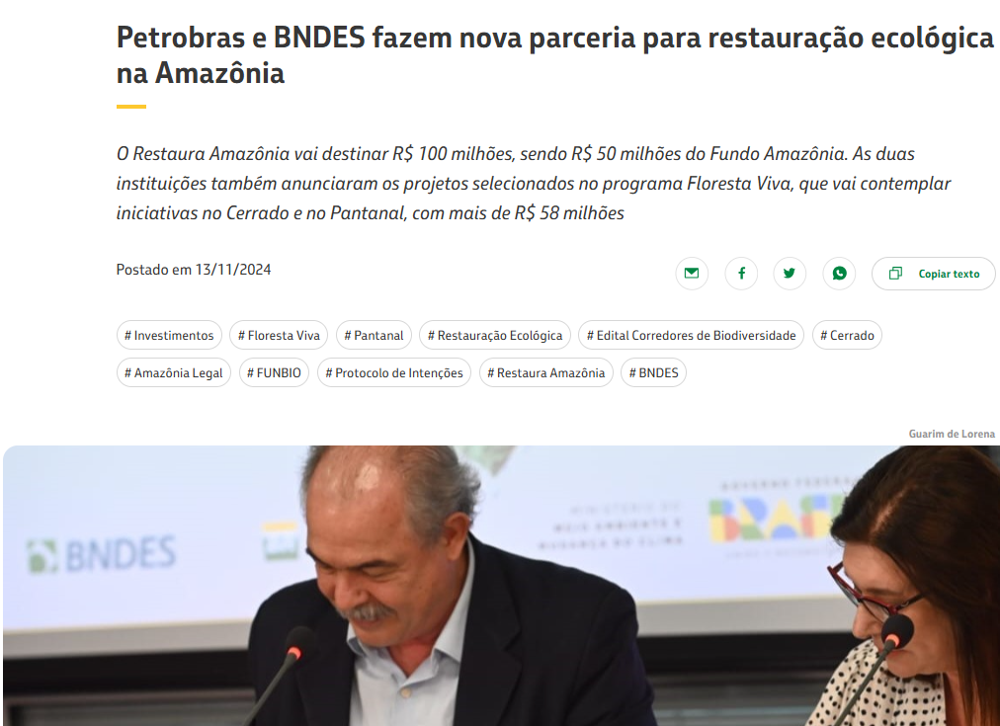 Petrobras e BNDES fazem nova parceria para restauração ecológica
na Amazônia
O Restaura Amazônia vai destinar R$ 100 milhões, sendo R$ 50 milhões do Fundo Amazônia. As duas
instituições também anunciaram os projetos selecionados no programa Floresta Viva, que vai contemplar
iniciativas no Cerrado e no Pantanal, com mais de R$ 58 milhões
Postado em 13/11/2024
Copiar texto
# Investimentos # Floresta Viva # Pantanal # Restauração Ecológica # Edital Corredores de Biodiversidade # Cerrado
# Amazônia Legal # FUNBIO # Protocolo de Intenções # Restaura Amazônia # BNDES
Guarim de Lorena
BNDES
GOVERNO FEDERAL
BRASIL
MINISTÉRIO DO
MEIO AMBIENTE E
MUDANÇA DO CLIMA